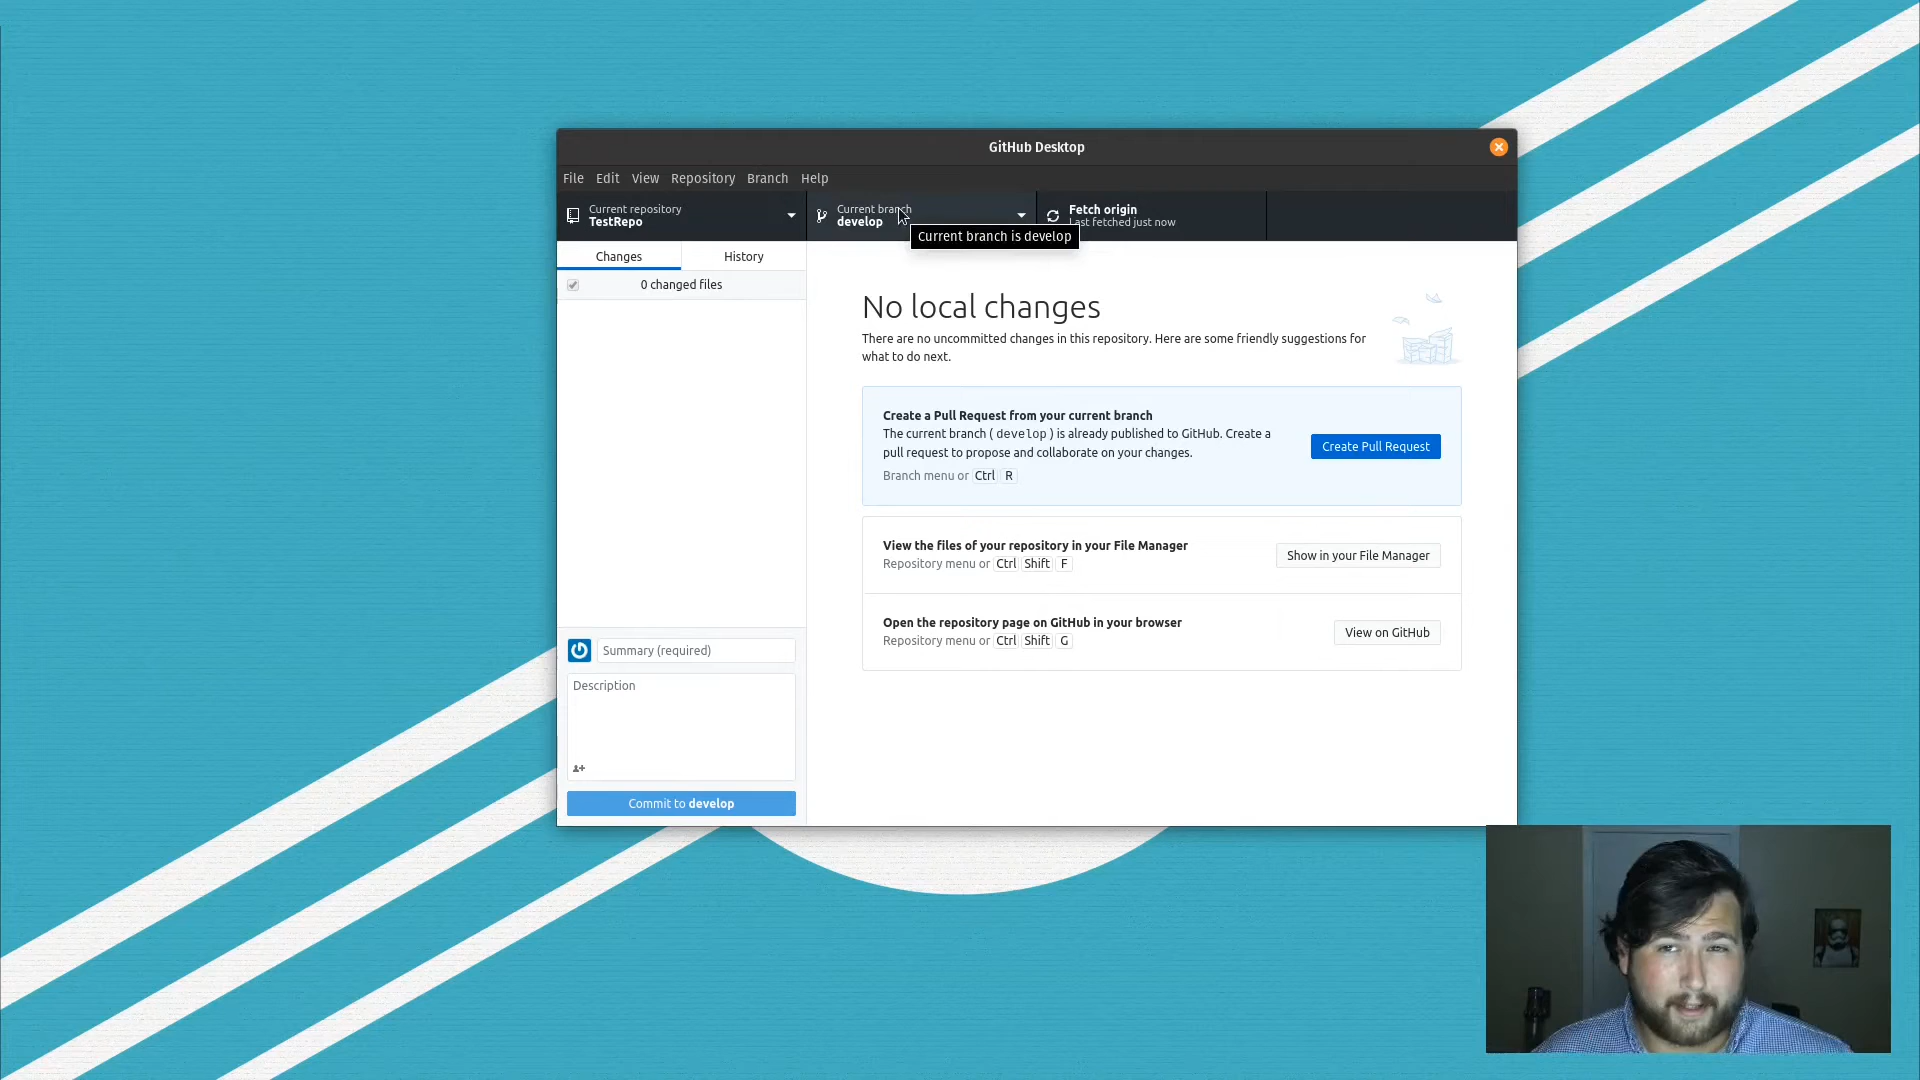 GitHub Desktop
File Edit View Repository Branch Help
Current repository
TestRepo
Current branch
develop
Fetch origin
Last fetched just now
Current branch is develop
Changes
History
0 changed files
No local changes
There are no uncommitted changes in this repository. Here are some friendly suggestions for
what to do next.
Create a Pull Request from your current branch
The current branch ( develop ) is already published to GitHub. Create a
pull request to propose and collaborate on your changes.
Branch menu or Ctrl R
Create Pull Request
View the files of your repository in your File Manager
Repository menu or Ctrl Shift F
Show in your File Manager
Open the repository page on GitHub in your browser
Repository menu or Ctrl Shift G
View on GitHub
Summary (required)
Description
Commit to develop